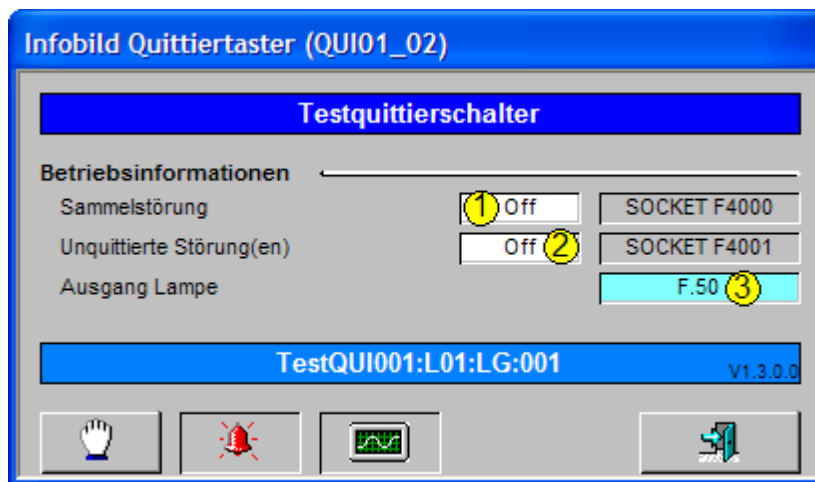 Infobild Quittiertaster (QUI01_02)
Testquittierschalter
Betriebsinformationen
Sammelstörung 1 Off SOCKET F4000
Unquittierte Störung(en) Off 2 SOCKET F4001
Ausgang Lampe F.50 3
TestQUI001:L01:LG:001 V1.3.0.0